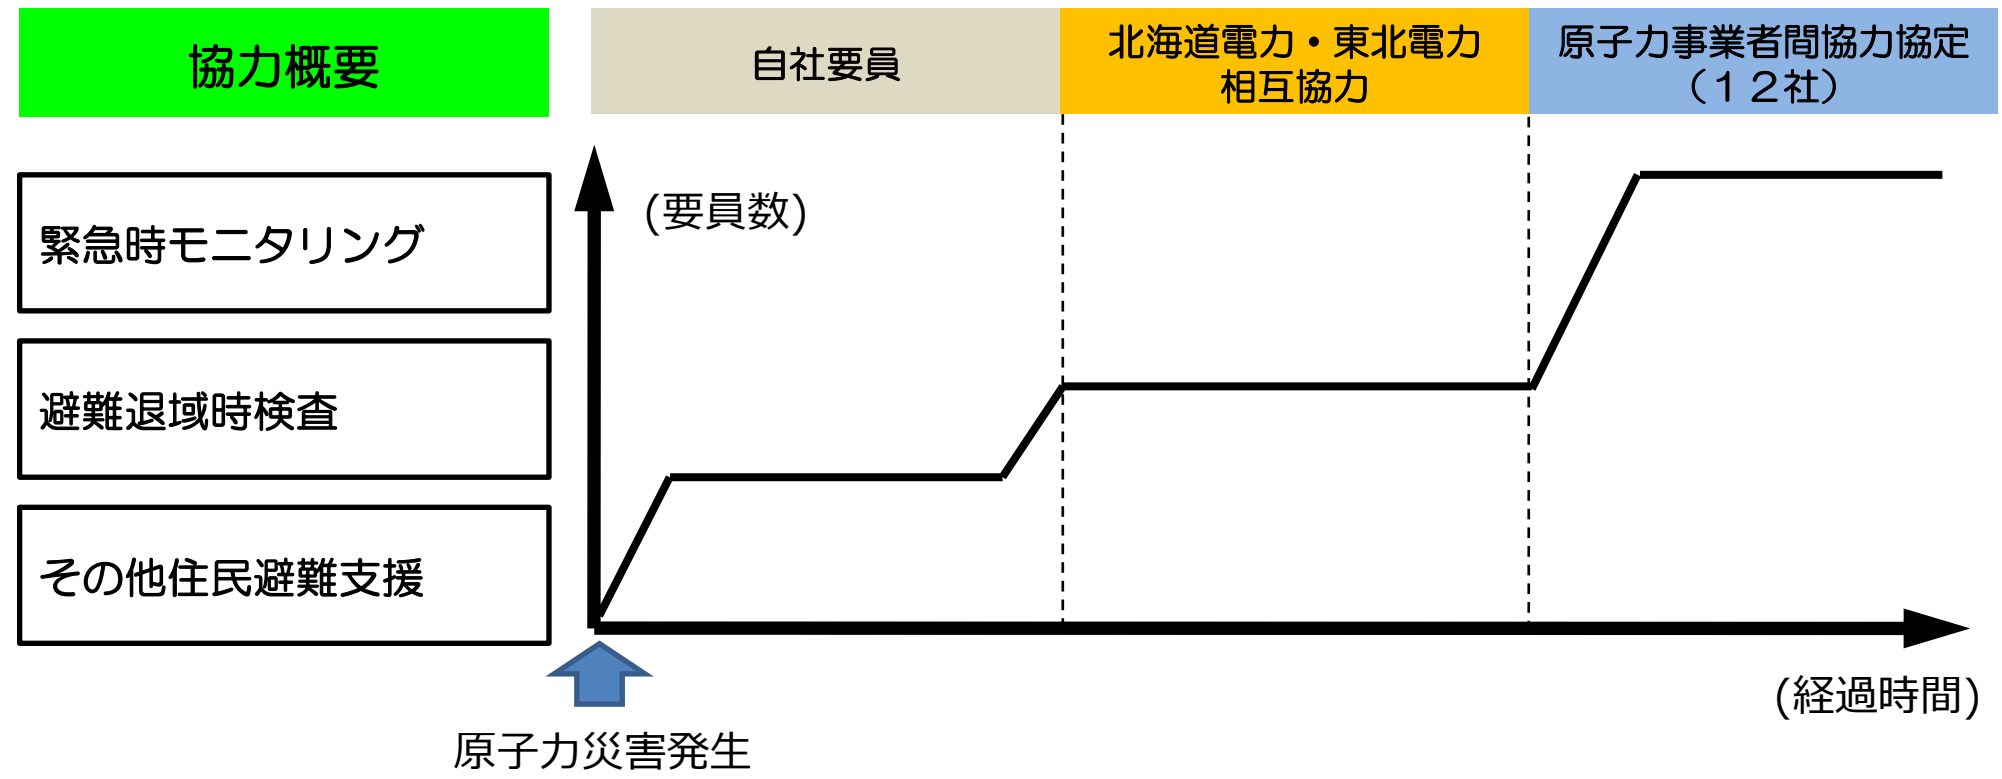 協力概要
自社要員
北海道電力・東北電力
相互協力
原子力事業者間協力協定
（１２社）
(要員数)
緊急時モニタリング
避難退域時検査
その他住民避難支援
(経過時間)
原子力災害発生